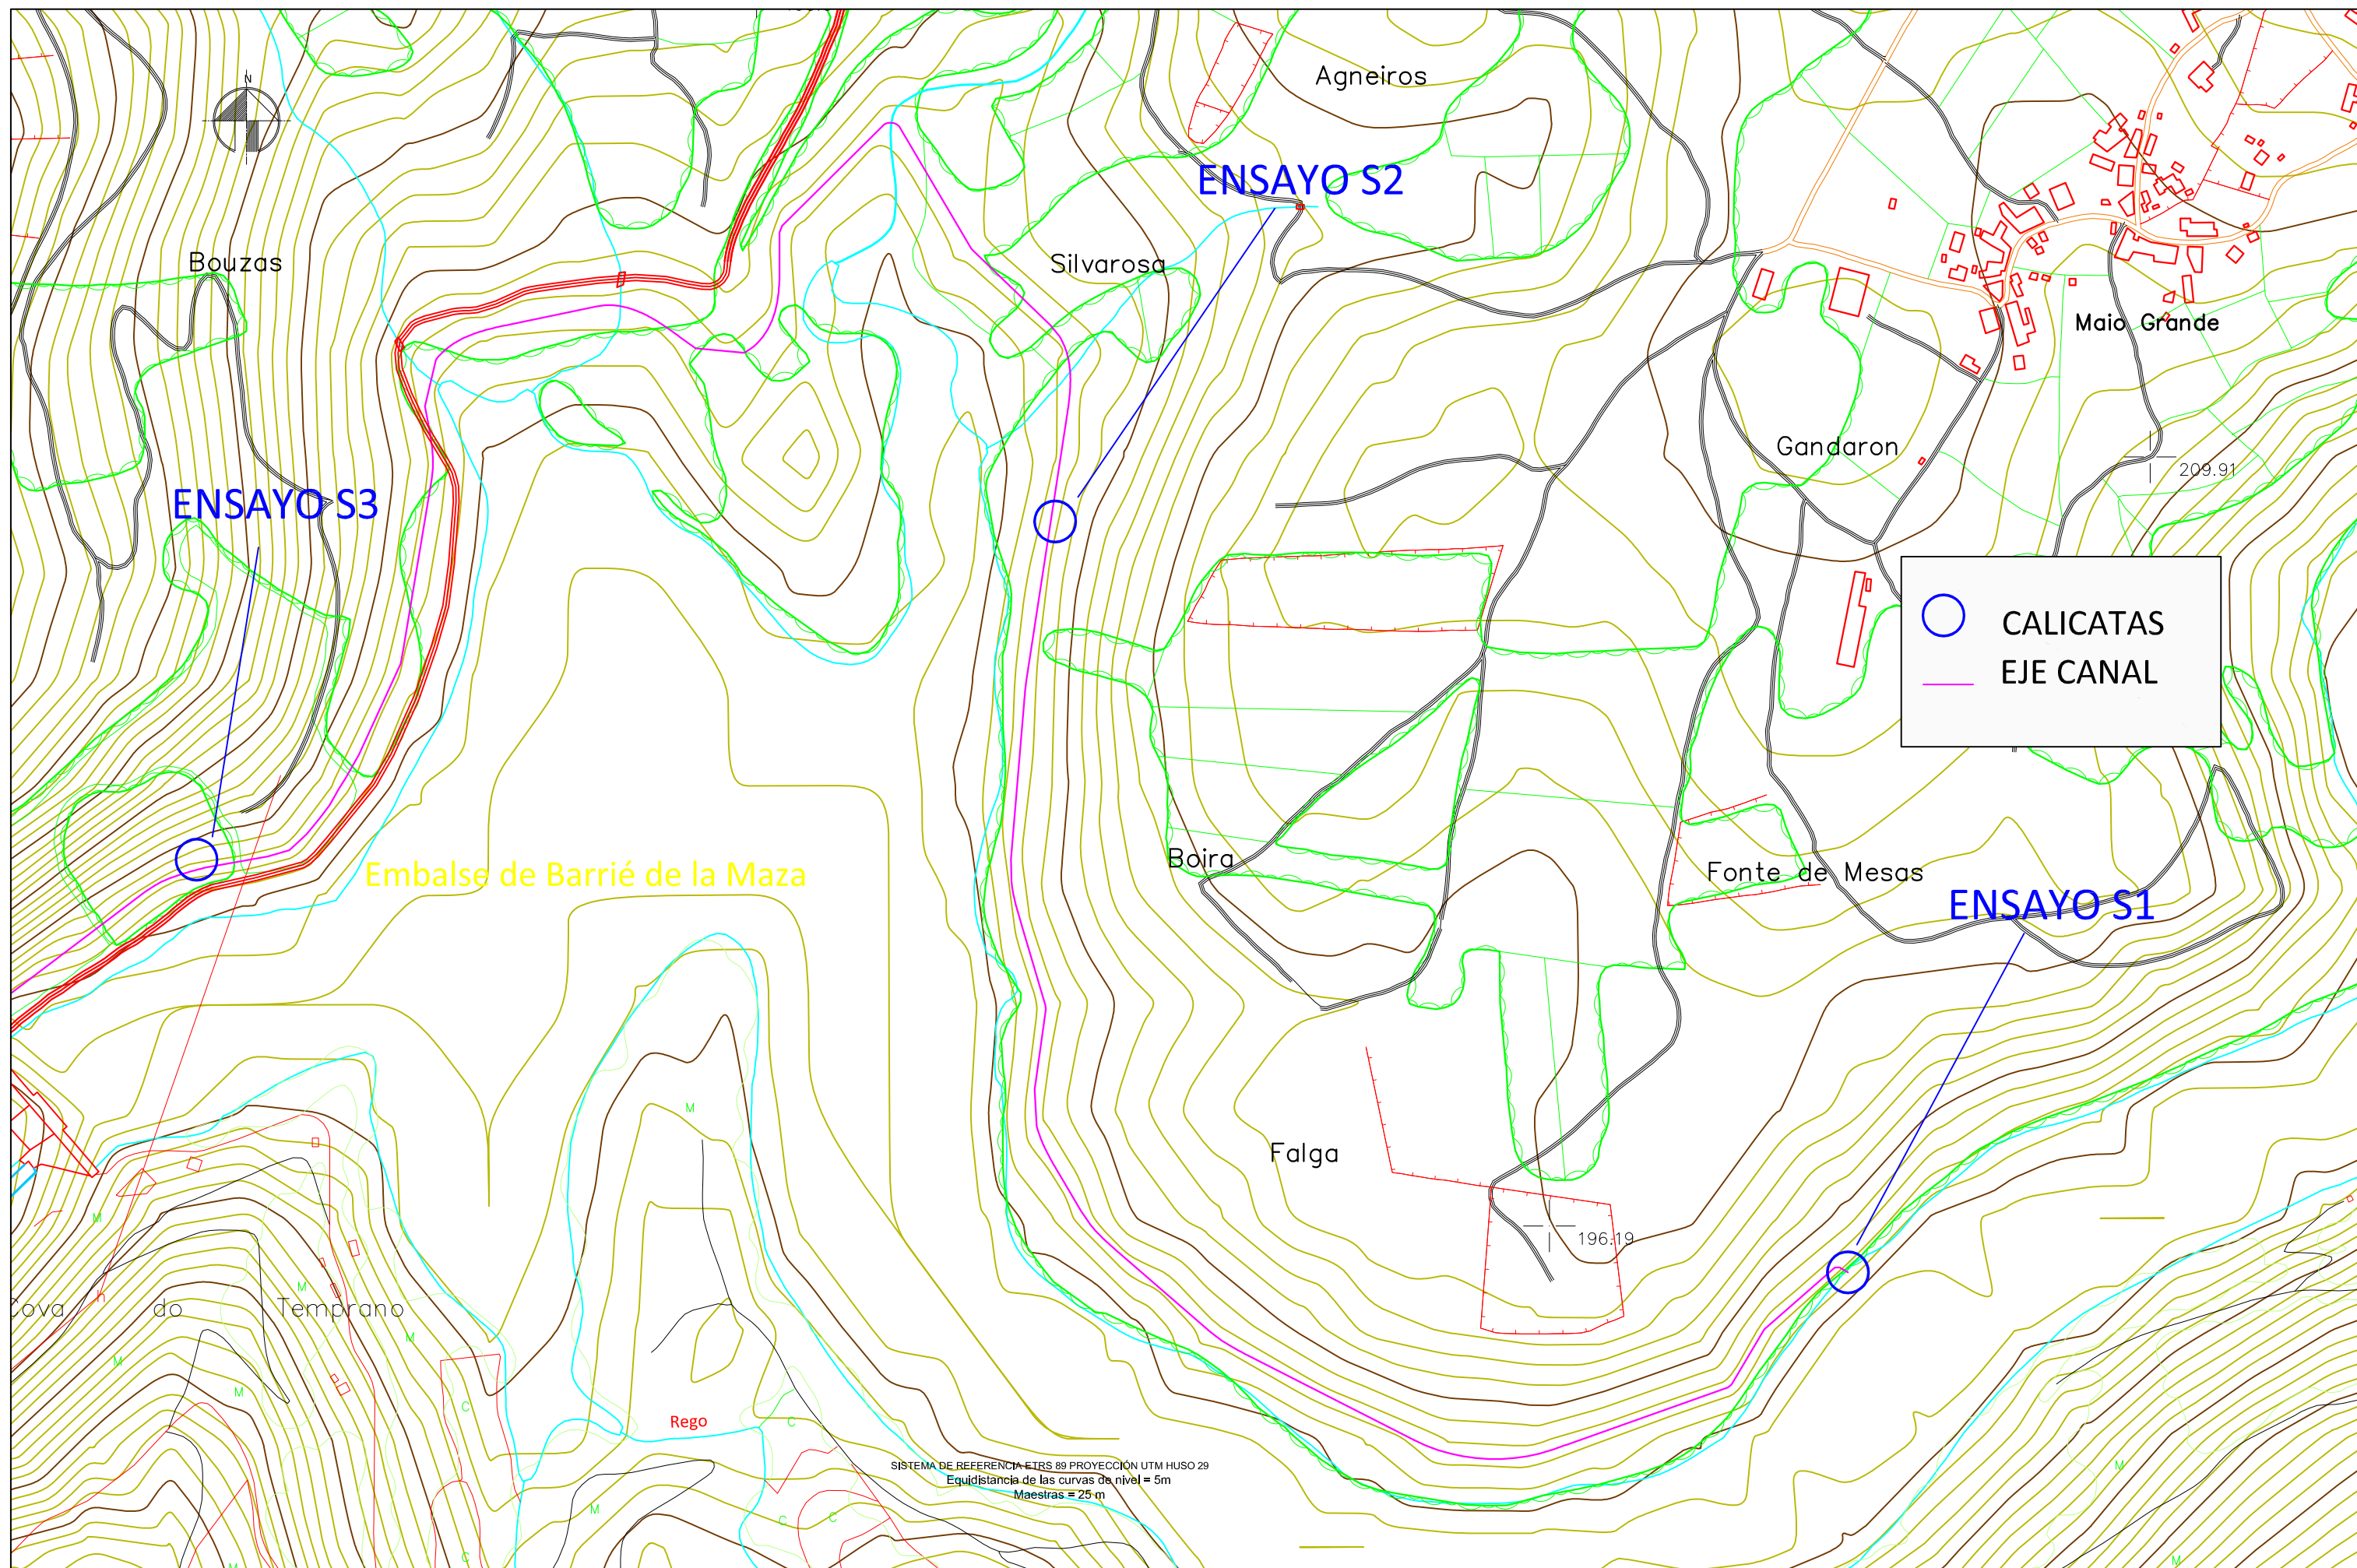 Agneiros
N
ENSAYO S2
Bouzas
Silvarosa
Maio Grande
Gandaron
209.91
ENSAYO S3
CALICATAS
EJE CANAL
Boira
Embalse de Barrié de la Maza
Fonte de Mesas
ENSAYO S1
M
Falga
M
196.19
M
h
Cova do Temprano
M
M
M
C
C
Rego
SISTEMA DE REFERENCIA ETRS 89 PROYECCIÓN UTM HUSO 29
Equidistancia de las curvas de nivel = 5m
Maestras = 25 m
M
M
C
C
C
M
M